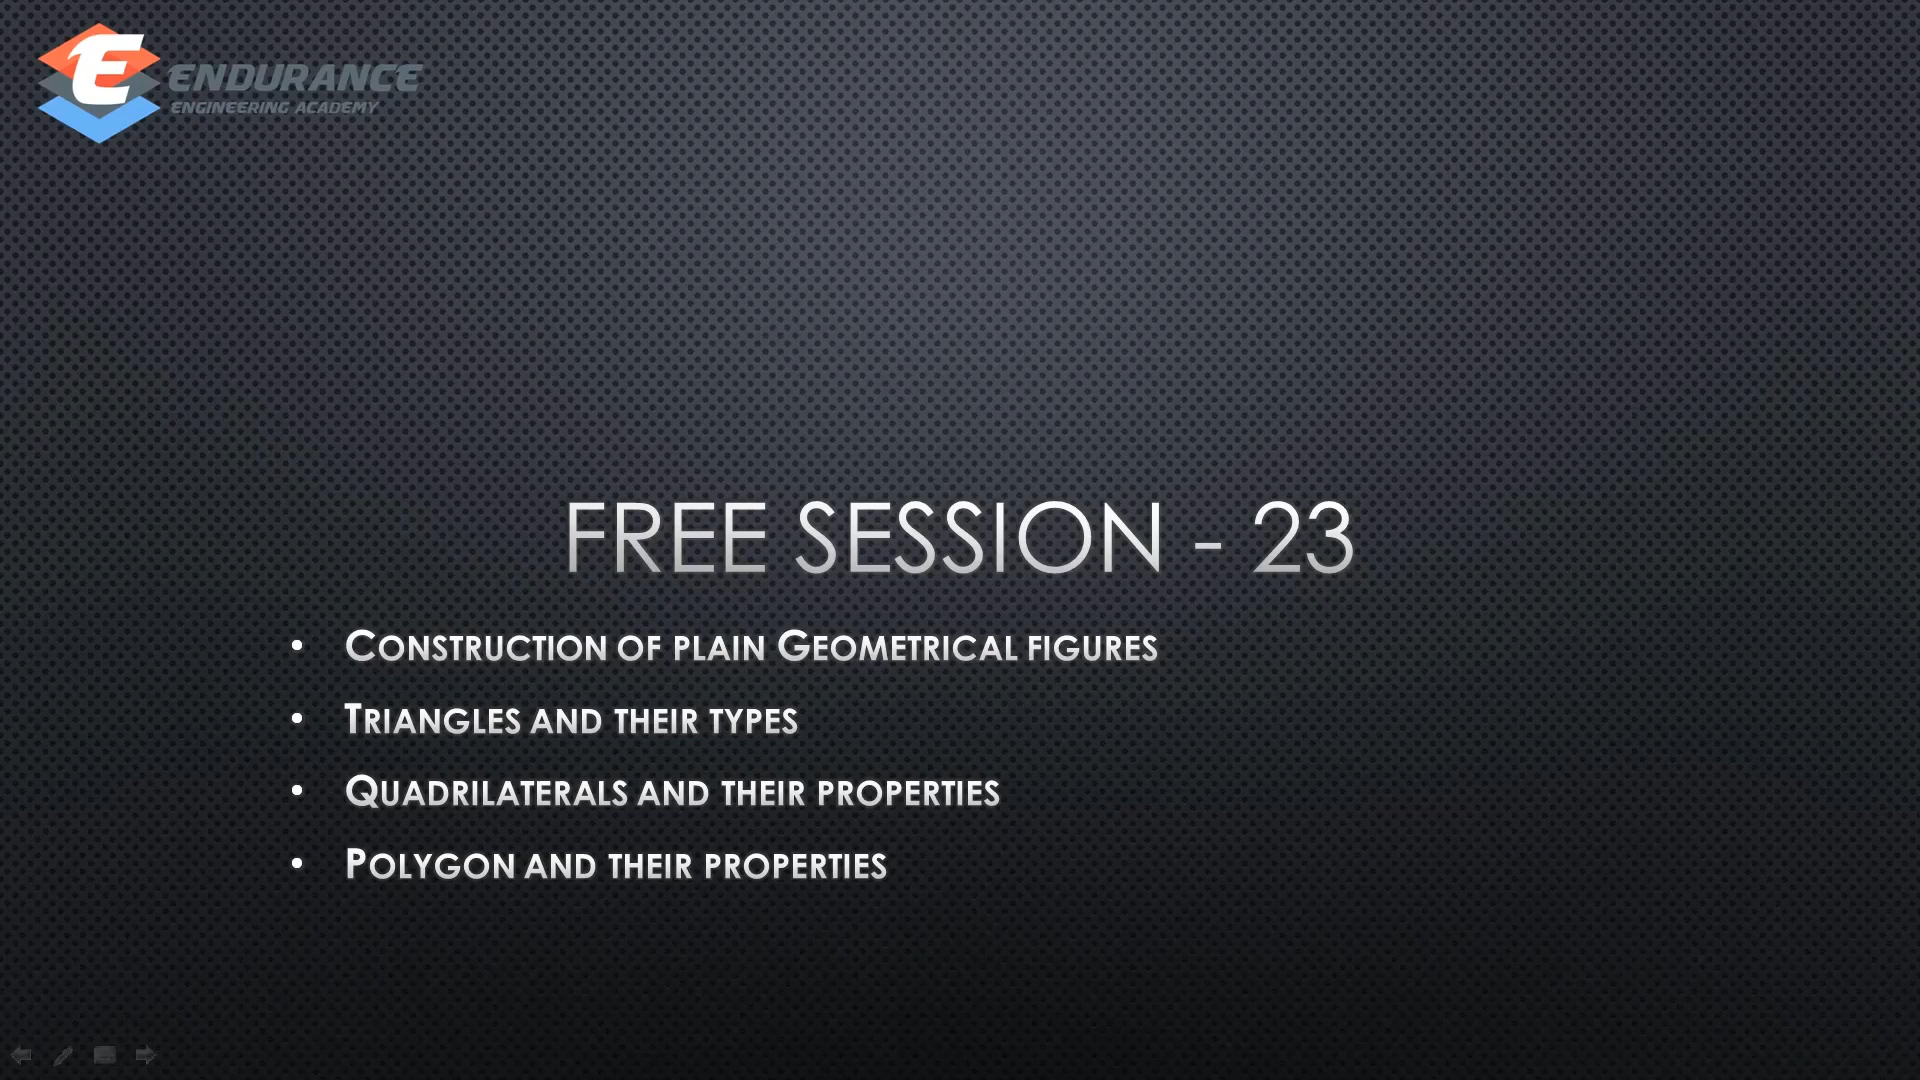 ENDURANCE
ENGINEERING ACADEMY
FREE SESSION - 23
• CONSTRUCTION OF PLAIN GEOMETRICAL FIGURES
• TRIANGLES AND THEIR TYPES
• QUADRILATERALS AND THEIR PROPERTIES
• POLYGON AND THEIR PROPERTIES